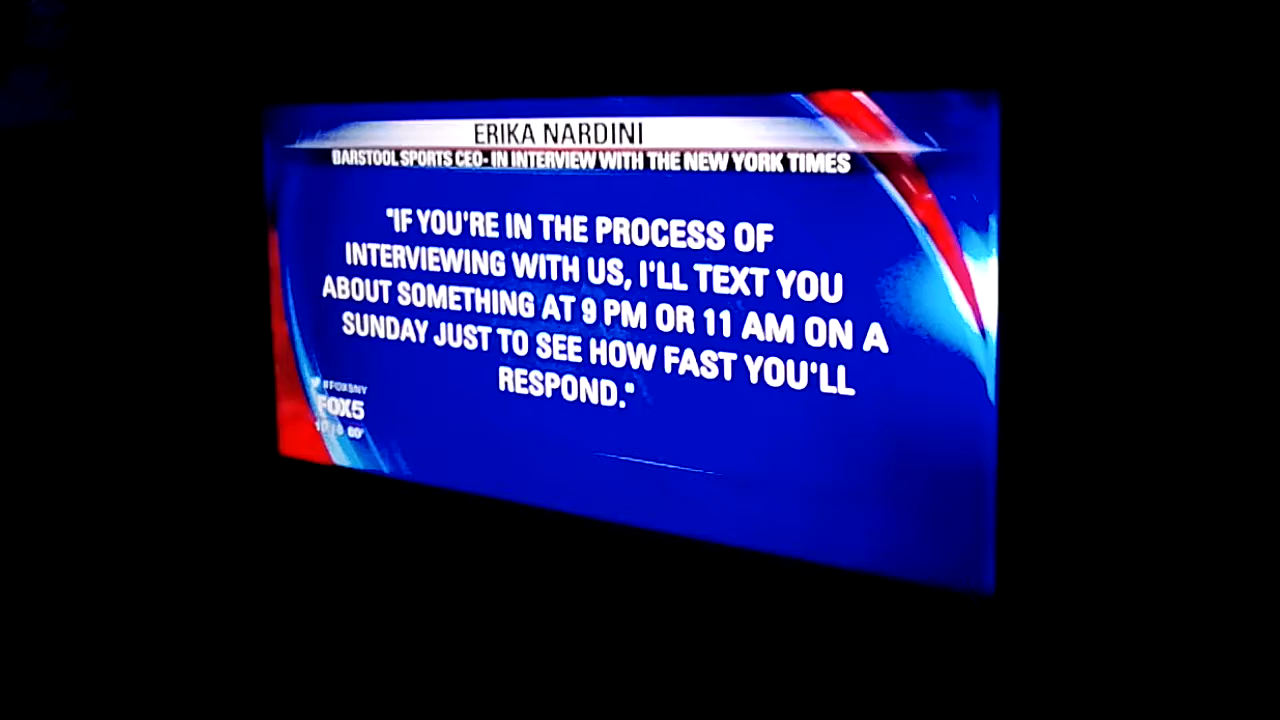 ERIKA NARDINI
BARSTOOL SPORTS CEO- IN INTERVIEW WITH THE NEW YORK TIMES
"IF YOU'RE IN THE PROCESS OF
INTERVIEWING WITH US, I'LL TEXT YOU
ABOUT SOMETHING AT 9 PM OR 11 AM ON A
SUNDAY JUST TO SEE HOW FAST YOU'LL
RESPOND."
#FOX5NY
FOX5
60°